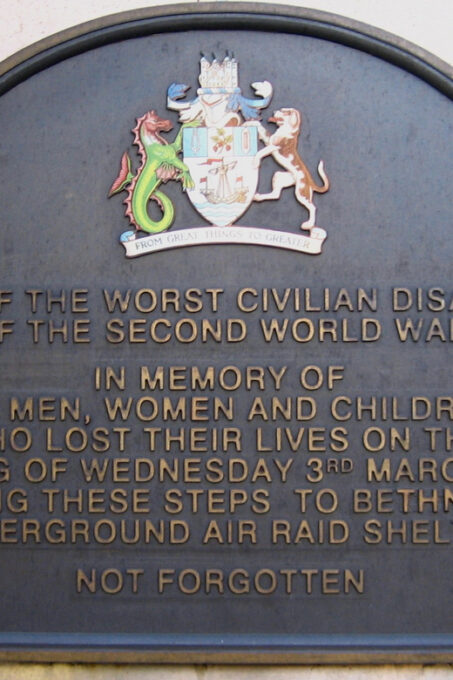 FROM GREAT THINGS TO GREATER
F THE WORST CIVILIAN DISA
F THE SECOND WORLD WAR
IN MEMORY OF
MEN, WOMEN AND CHILDR
HO LOST THEIR LIVES ON TH
G OF WEDNESDAY 3RD MARC
NG THESE STEPS TO BETHN
ERGROUND AIR RAID SHEL
NOT FORGOTTEN